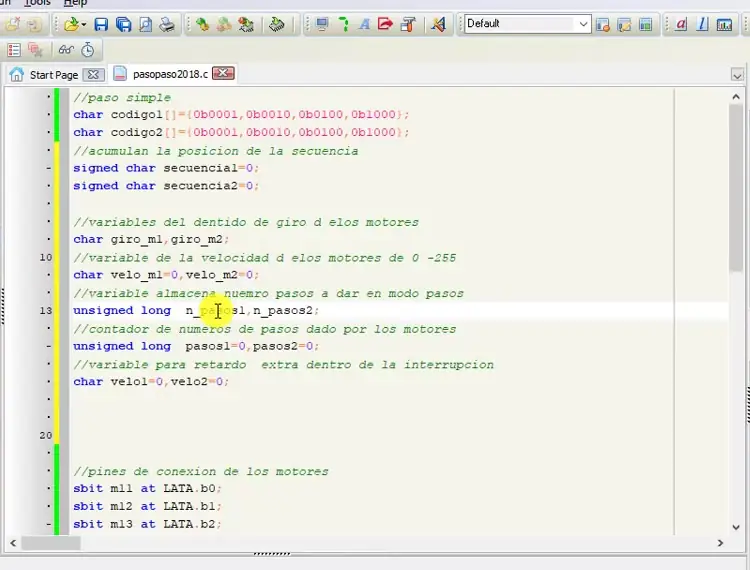 Tools Help
Default
Start Page pasopaso2018.c
//paso simple
char codigo1[]={0b0001,0b0010,0b0100,0b1000};
char codigo2[]={0b0001,0b0010,0b0100,0b1000};
//acumulan la posicion de la secuencia
signed char secuencia1=0;
signed char secuencia2=0;
//variables del dentido de giro d elos motores
char giro_m1,giro_m2;
10 //variable de la velocidad d elos motores de 0 -255
char velo_m1=0,velo_m2=0;
//variable almacena nuemro pasos a dar en modo pasos
13 unsigned long n_pasos1,n_pasos2;
//contador de numeros de pasos dado por los motores
unsigned long pasos1=0,pasos2=0;
//variable para retardo extra dentro de la interrupcion
char velo1=0,velo2=0;
20
//pines de conexion de los motores
sbit m11 at LATA.b0;
sbit m12 at LATA.b1;
sbit m13 at LATA.b2;